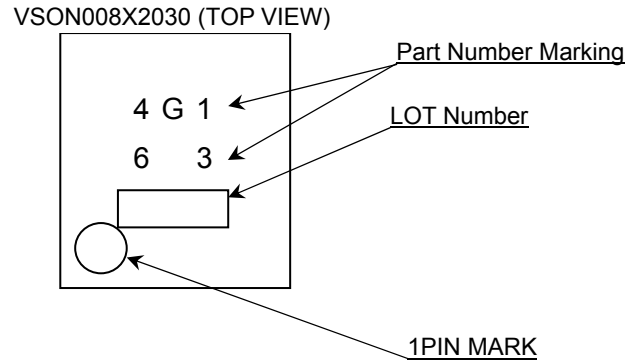 VSON008X2030 (TOP VIEW)
Part Number Marking
4 G 1
LOT Number
6 3
1PIN MARK